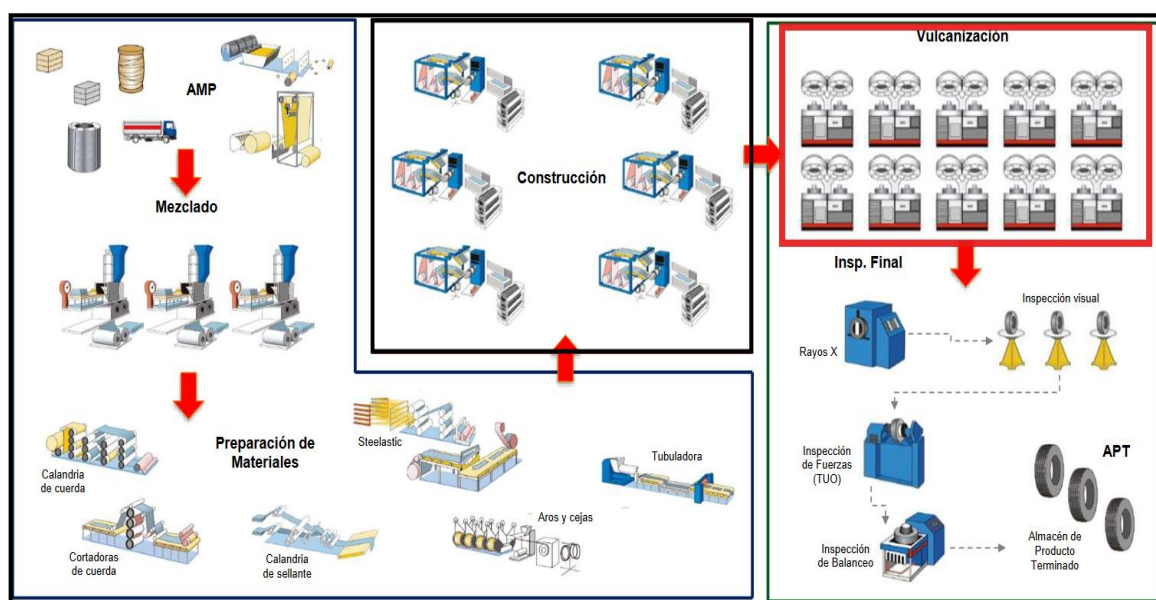 AMP
Mezclado
Preparación de
Materiales
Calandria
de cuerda
Cortadoras
de cuerda
Calandria
de sellante
Steelastic
Tubuladora
Aros y cejas
Construcción
Vulcanización
Insp. Final
Rayos X
Inspección visual
Inspección
de Fuerzas
(TUO)
Inspección
de Balanceo
APT
Almacén de
Producto
Terminado